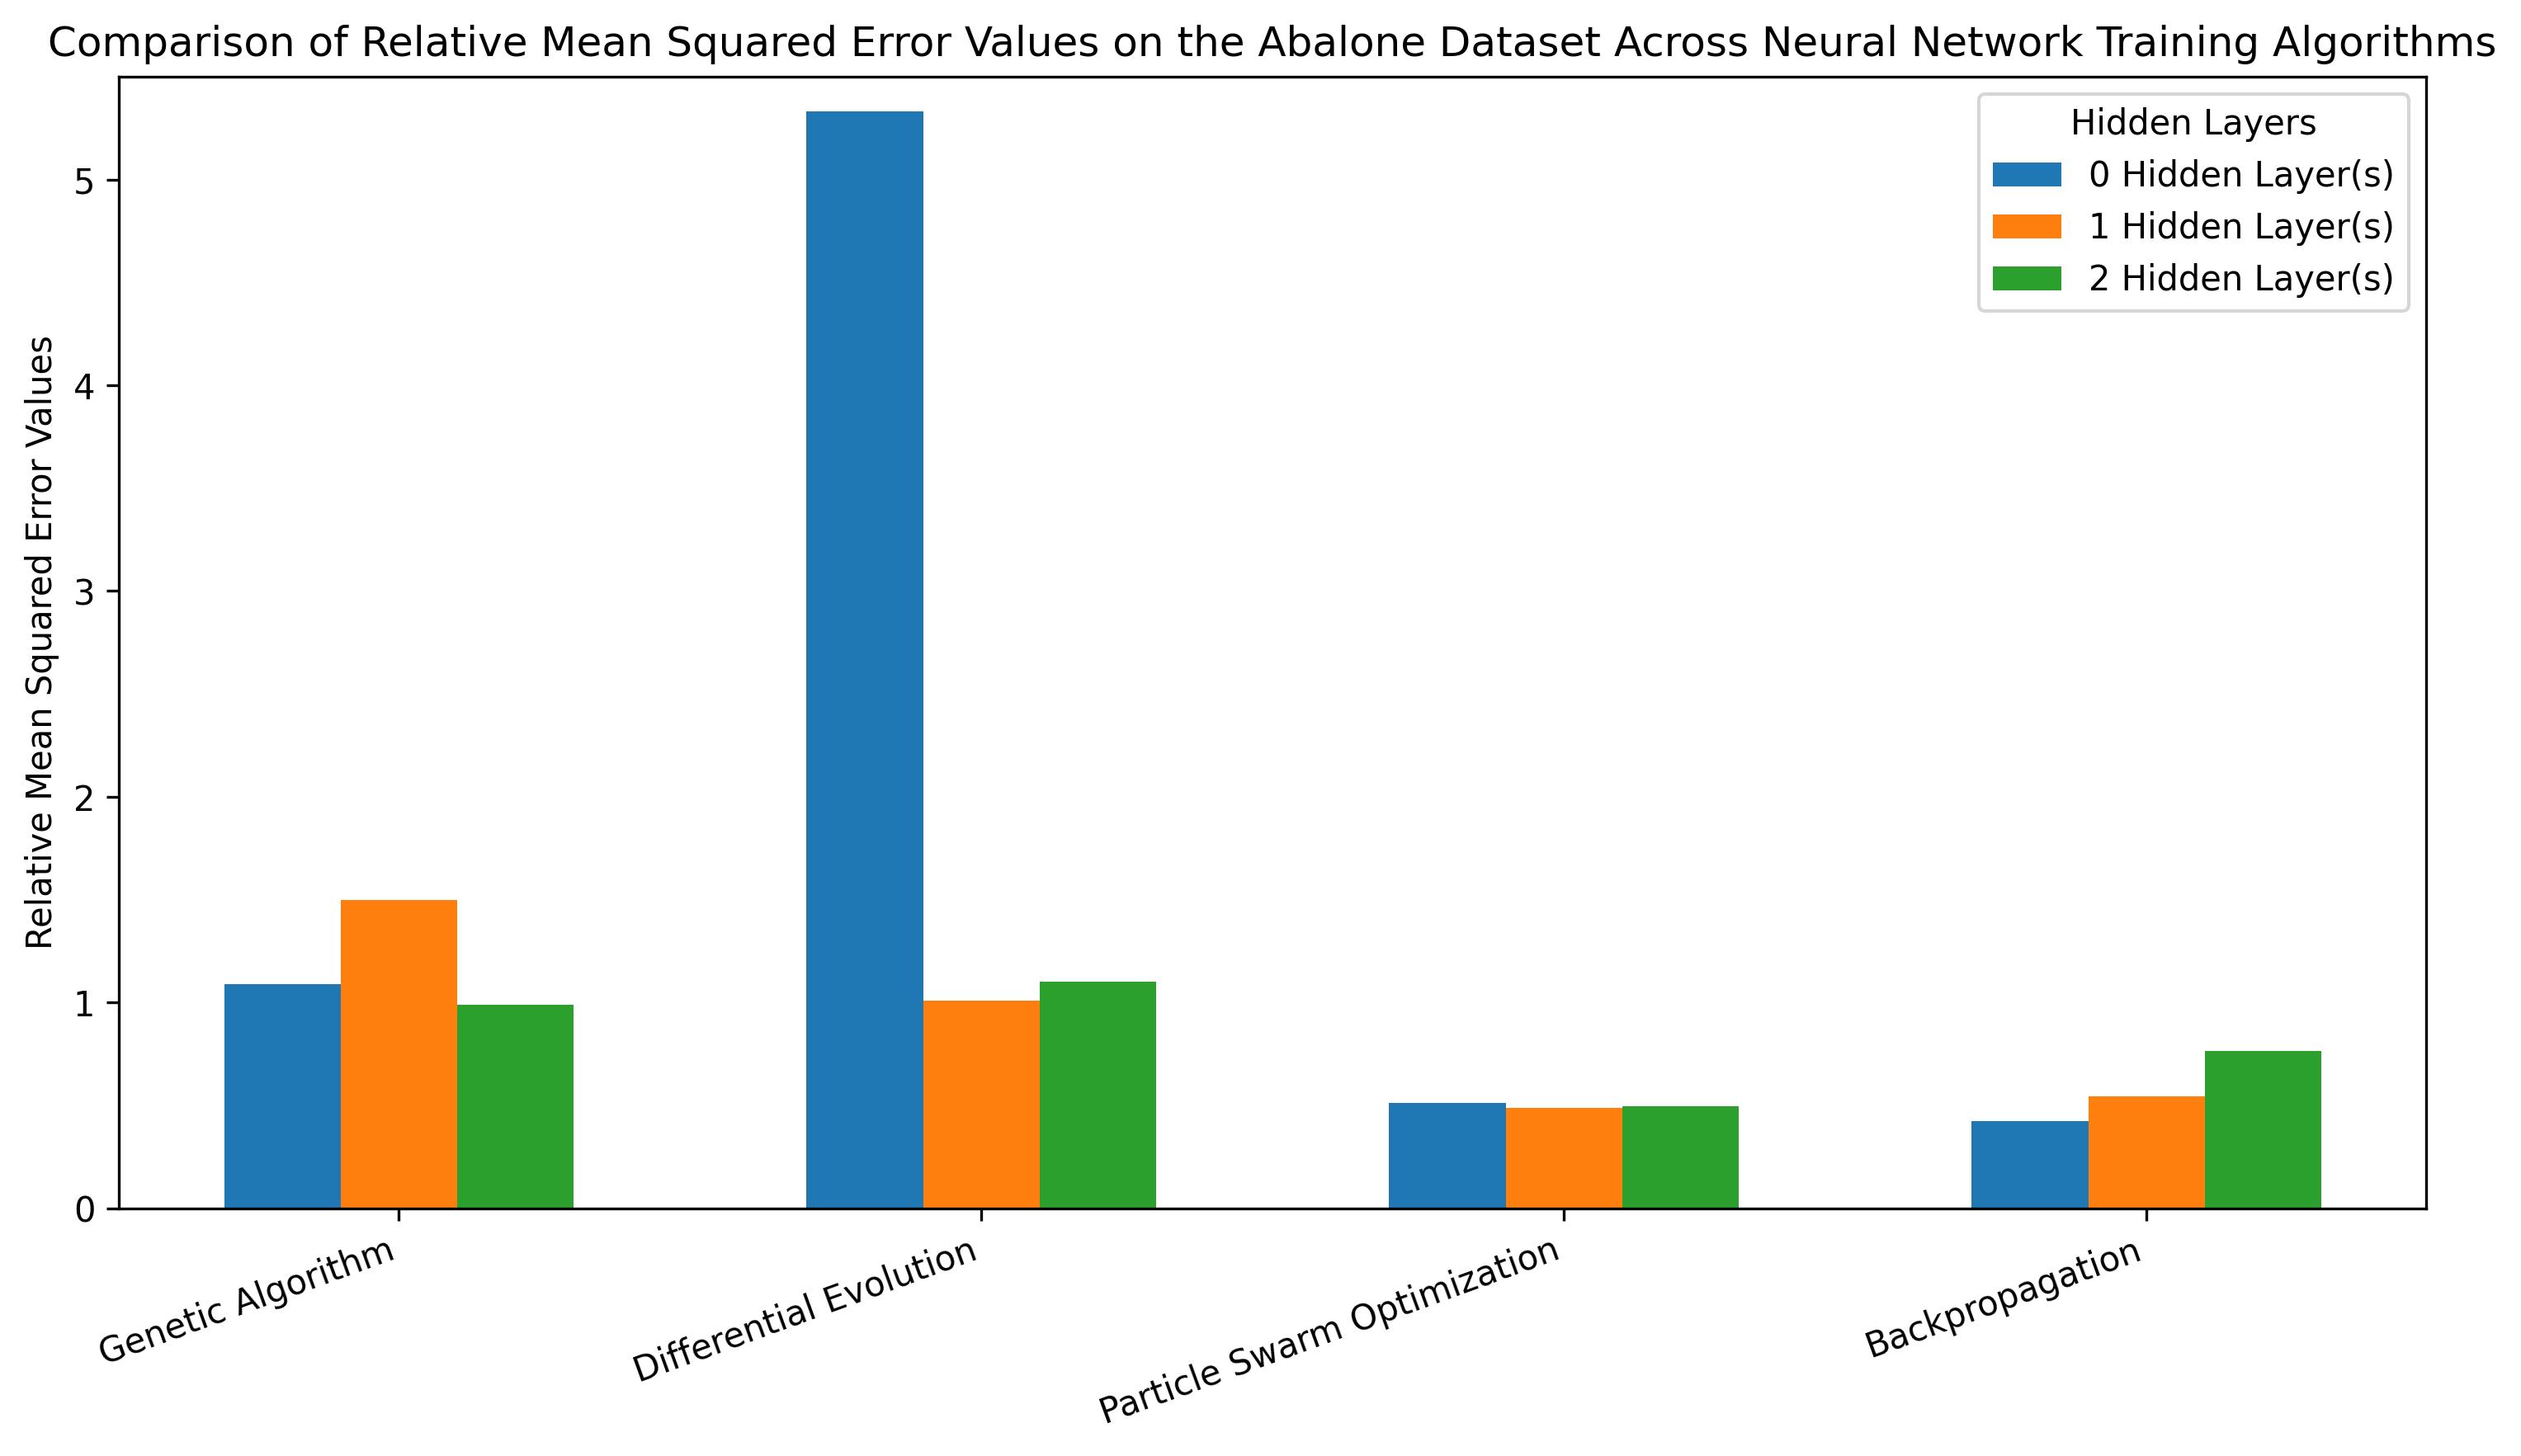 Comparison of Relative Mean Squared Error Values on the Abalone Dataset Across Neural Network Training Algorithms
Relative Mean Squared Error Values
5
4
3
2
1
0
Hidden Layers
0 Hidden Layer(s)
1 Hidden Layer(s)
2 Hidden Layer(s)
Genetic Algorithm
Differential Evolution
Particle Swarm Optimization
Backpropagation